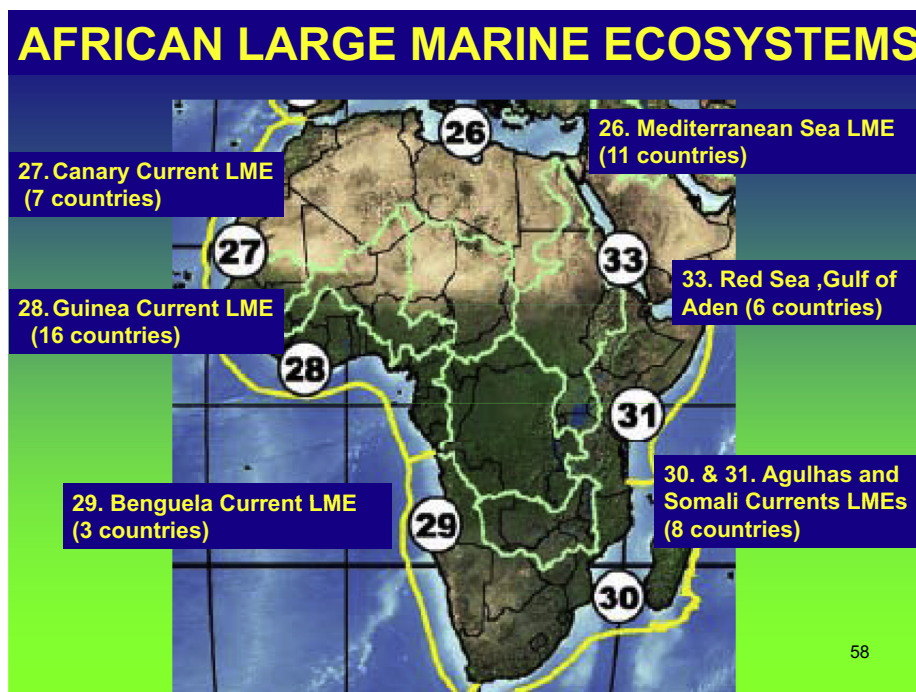 AFRICAN LARGE MARINE ECOSYSTEMS
26
26. Mediterranean Sea LME
(11 countries)
27. Canary Current LME
(7 countries)
27
33
33. Red Sea ,Gulf of
Aden (6 countries)
28. Guinea Current LME
(16 countries)
28
31
30. & 31. Agulhas and
Somali Currents LMEs
(8 countries)
29. Benguela Current LME
(3 countries)
29
30
58